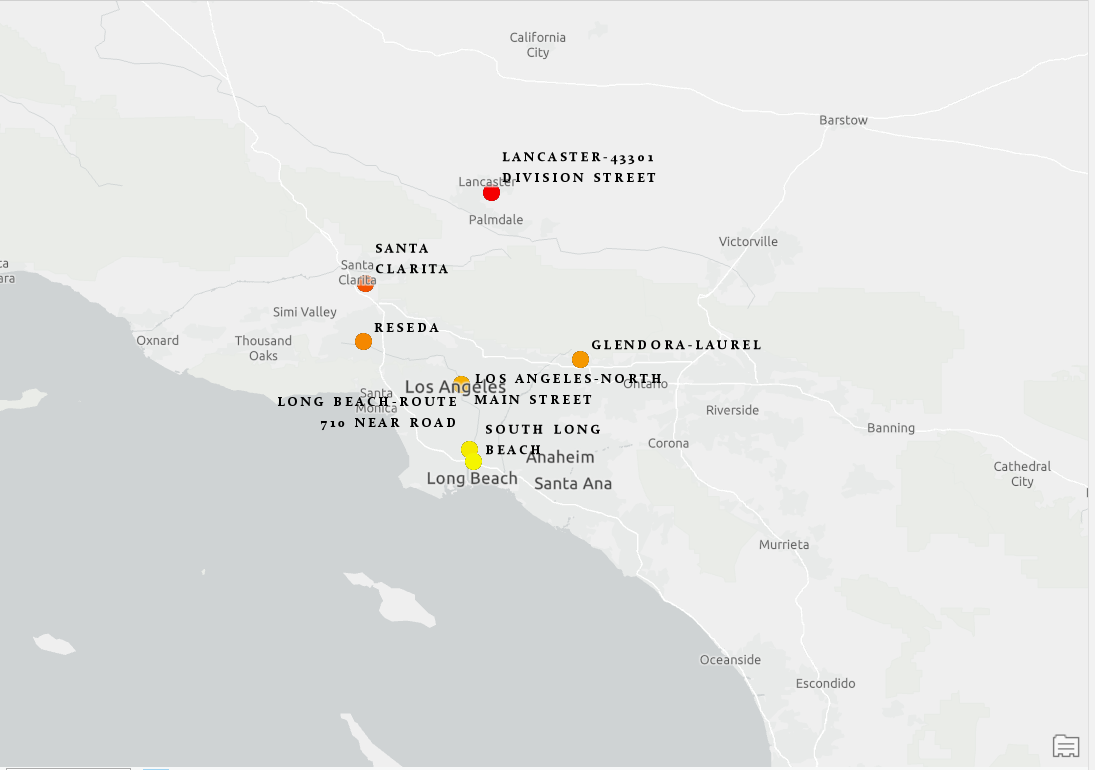 California
City
Barstow
LANCASTER-43301
DIVISION STREET
Lancaster
Palmdale
Victorville
SANTA
CLARITA
Santa
Clarita
Simi Valley
RESEDA
Oxnard
Thousand
Oaks
GLENDORA-LAUREL
LOS ANGELES-NORTH
MAIN STREET
Los Angeles
Ontario
Santa
Monica
LONG BEACH-ROUTE
710 NEAR ROAD
Riverside
Banning
SOUTH LONG
BEACH
Corona
Anaheim
Long Beach
Santa Ana
Cathedral
City
Murrieta
Oceanside
Escondido